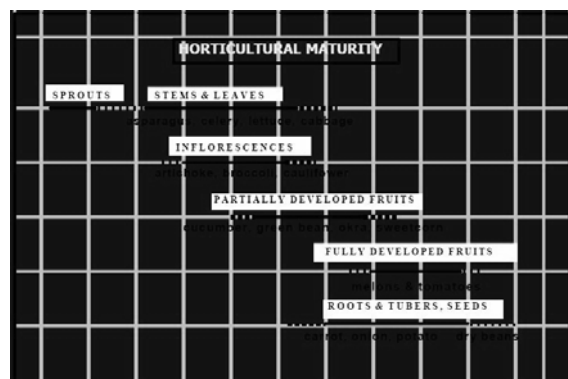 HORTICULTURAL MATURITY
SPROUTS
STEMS & LEAVES
asparagus, celery, lettuce, cabbage
INFLORESCENCES
artichoke, broccoli, cauliflower
PARTIALLY DEVELOPED FRUITS
cucumber, green bean, okra, sweetcorn
FULLY DEVELOPED FRUITS
melons & tomatoes
ROOTS & TUBERS, SEEDS
carrot, onion, potato dry beans